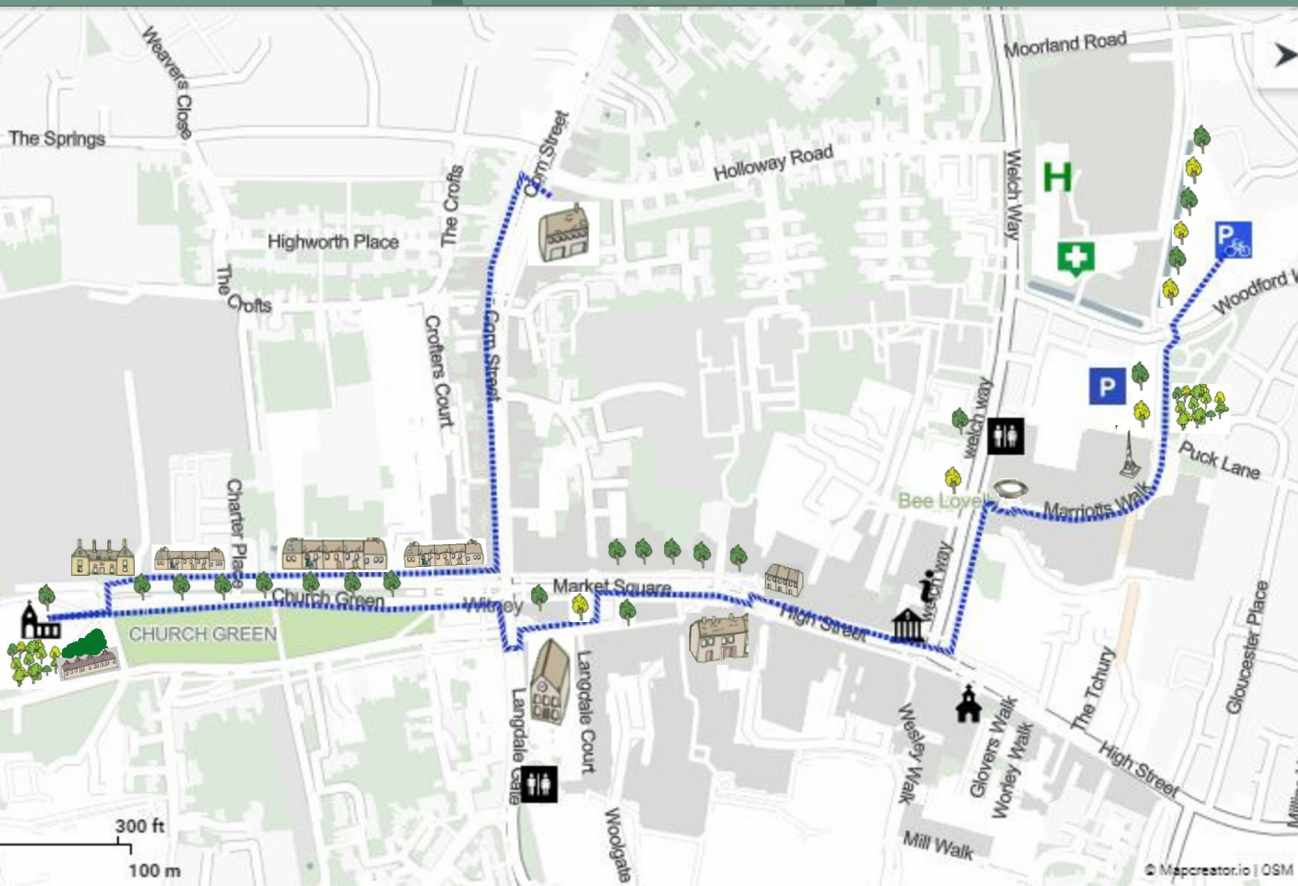 Weavers Close
Moorland Road
The Springs
Corn Street
Holloway Road
Welch Way
H
The Crofts
Highworth Place
P
The Crofts
Woodford
Crofters Court
Corn Street
P
welch way
Puck Lane
Bee Lovell
Marriotts Walk
Charter Place
welch way
Market Square
Church Green
Witney
High Street
CHURCH GREEN
Gloucester Place
Langdale Court
The Tchury
Langdale Gate
Wesley Walk
Glovers Walk
Worley Walk
High Street
Woolgate
Mill Walk
300 ft
100 m
© Mapcreator.io | OSM